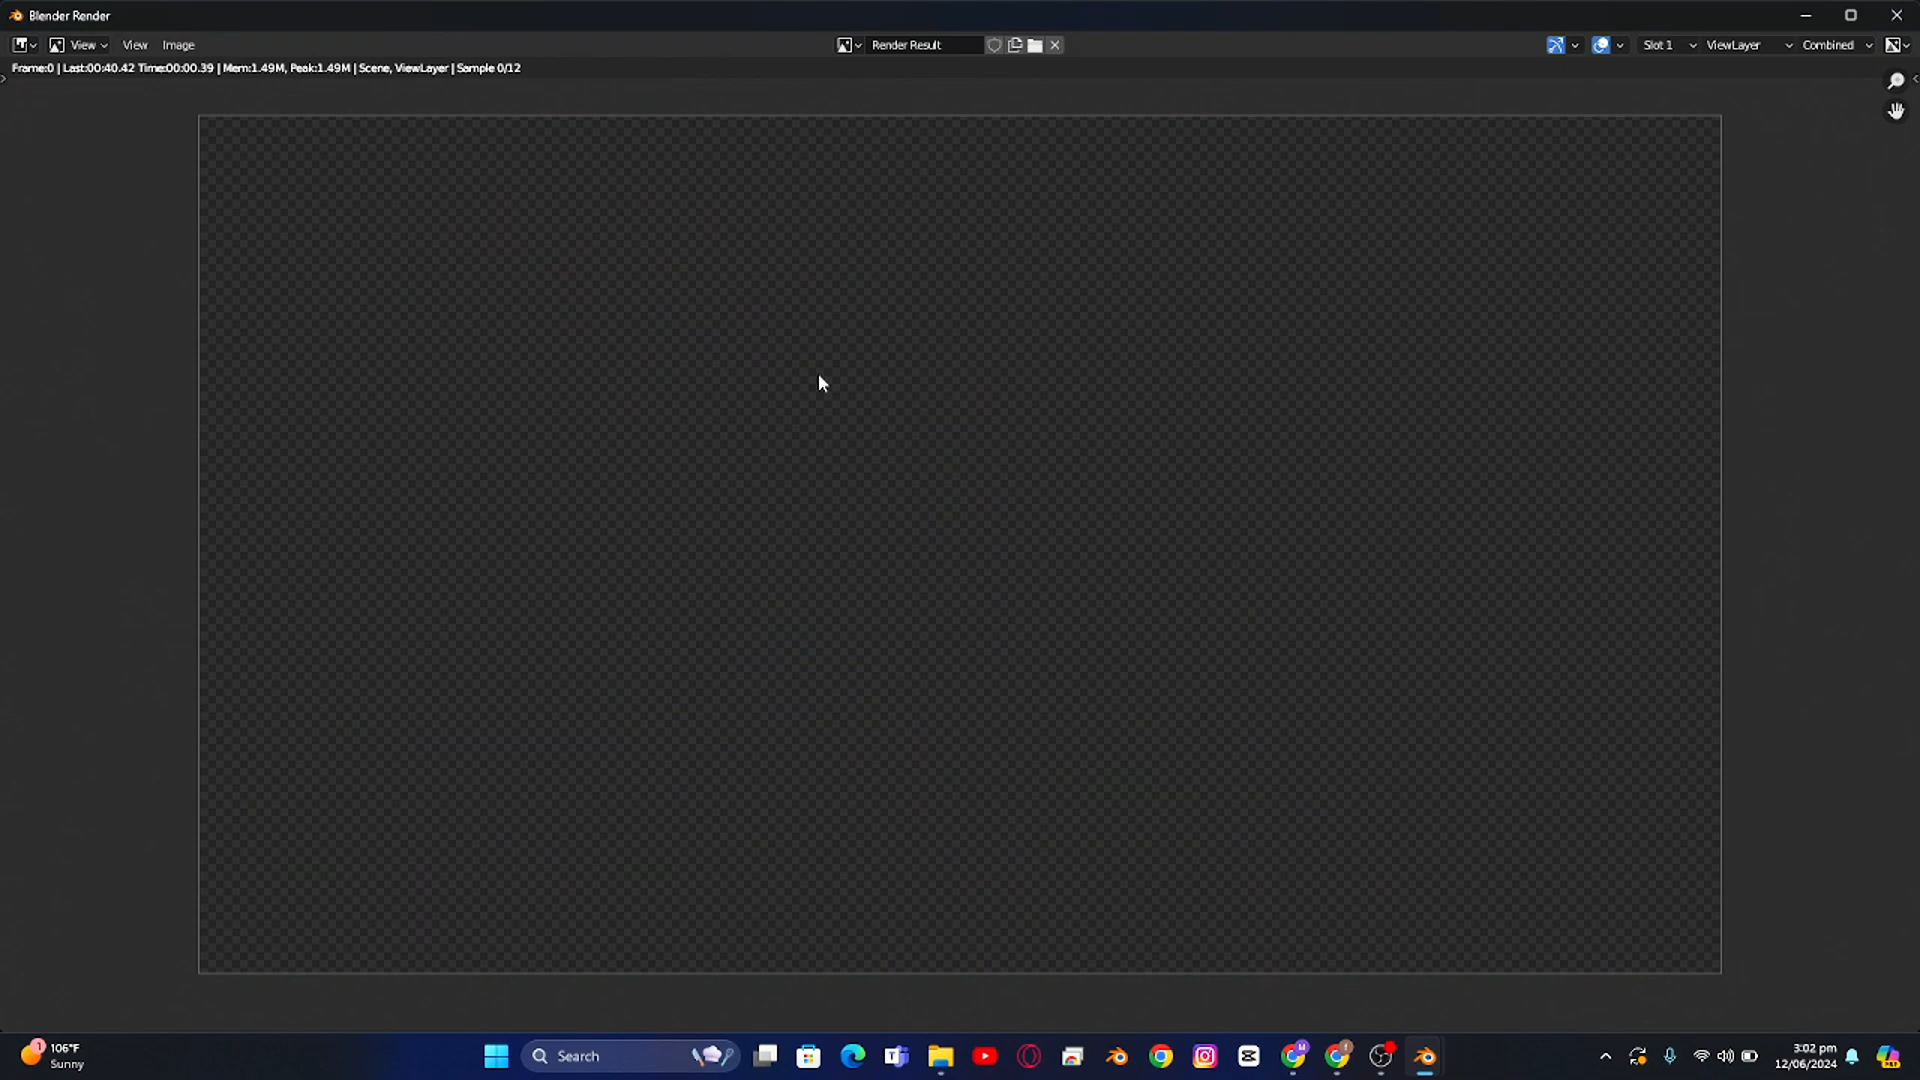 Blender Render
View View Image Render Result Slot 1 ViewLayer Combined
Frame:0 | Last:00:40.42 Time:00:00.39 | Mem:1.49M, Peak:1.49M | Scene, ViewLayer | Sample 0/12
106°F
Sunny
Search
3:02 pm
12/06/2024